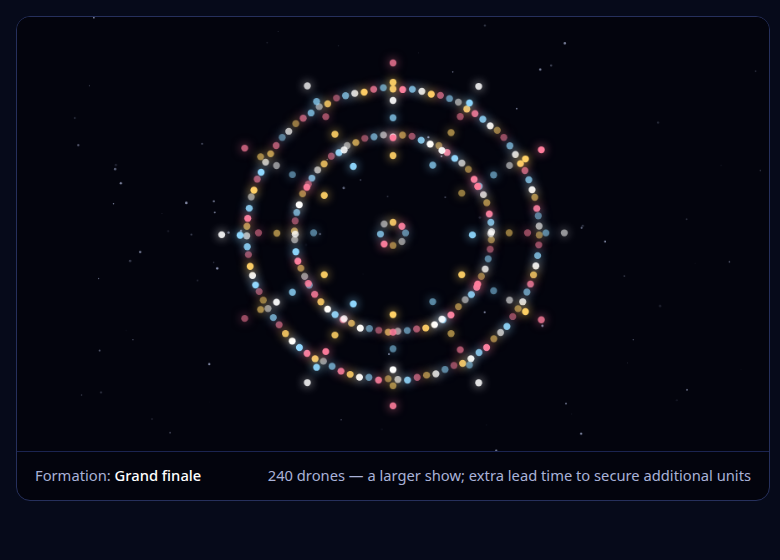 Formation: Grand finale
240 drones — a larger show; extra lead time to secure additional units